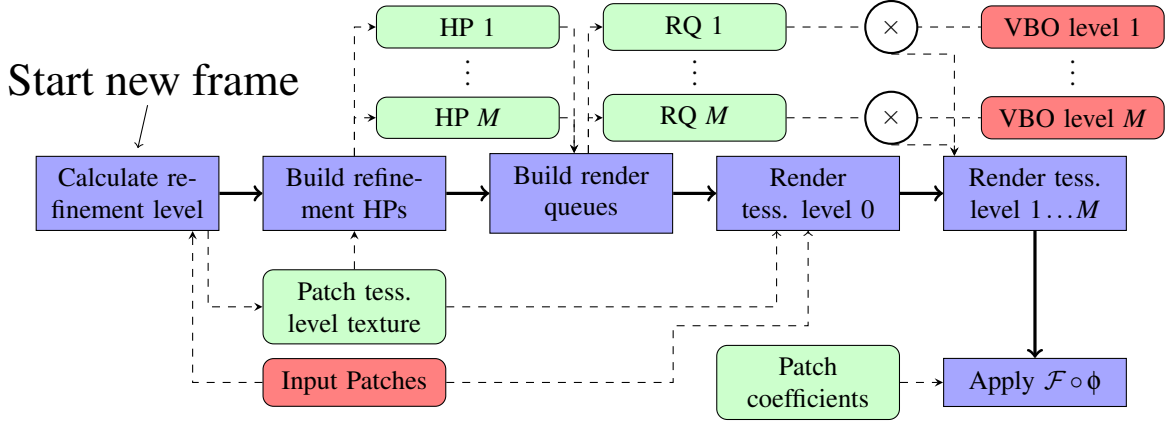 HP 1
RQ 1
×
VBO level 1
⋮
⋮
⋮
Start new frame
HP M
RQ M
×
VBO level M
Calculate re-
finement level
Build refine-
ment HPs
Build render
queues
Render
tess. level 0
Render tess.
level 1...M
Patch tess.
level texture
Input Patches
Patch
coefficients
Apply ℱ∘ϕ